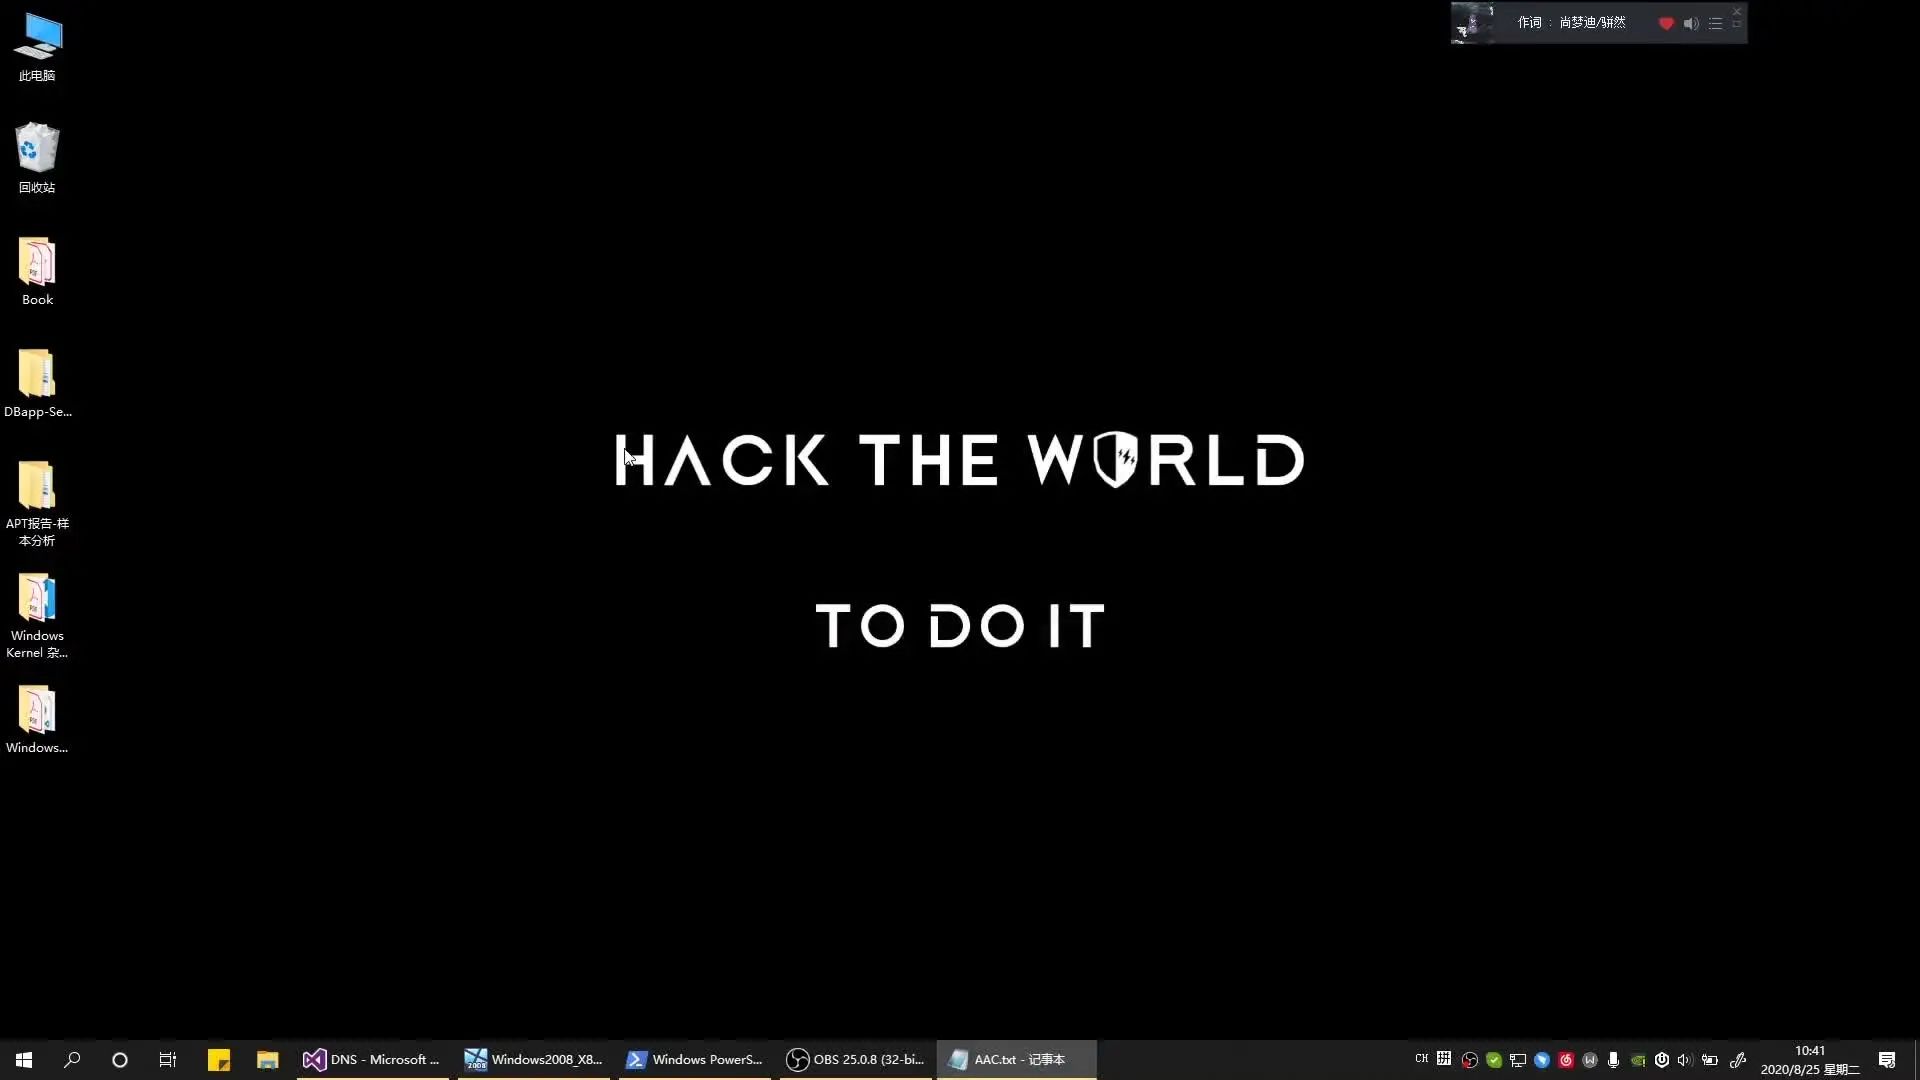 此电脑
回收站
Book
DBapp-Se...
APT报告-样
本分析
Windows
Kernel 杂...
Windows...
作词 : 尚梦迪/骈然
HACK THE WORLD
TO DO IT
DNS - Microsoft ...
Windows2008_X8...
Windows PowerS...
OBS 25.0.8 (32-bi...
AAC.txt - 记事本
CH 拼
10:41
2020/8/25 星期二